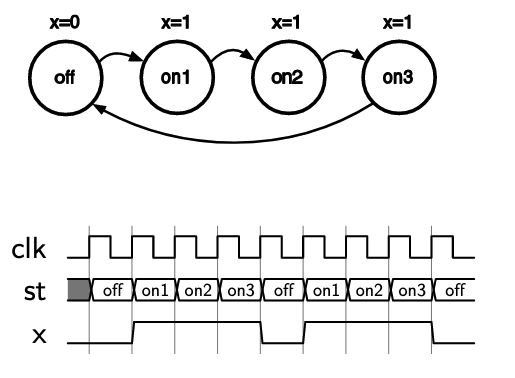 x=0 x=1 x=1 x=1
off on1 on2 on3
clk
st off on1 on2 on3 off on1 on2 on3 off
x